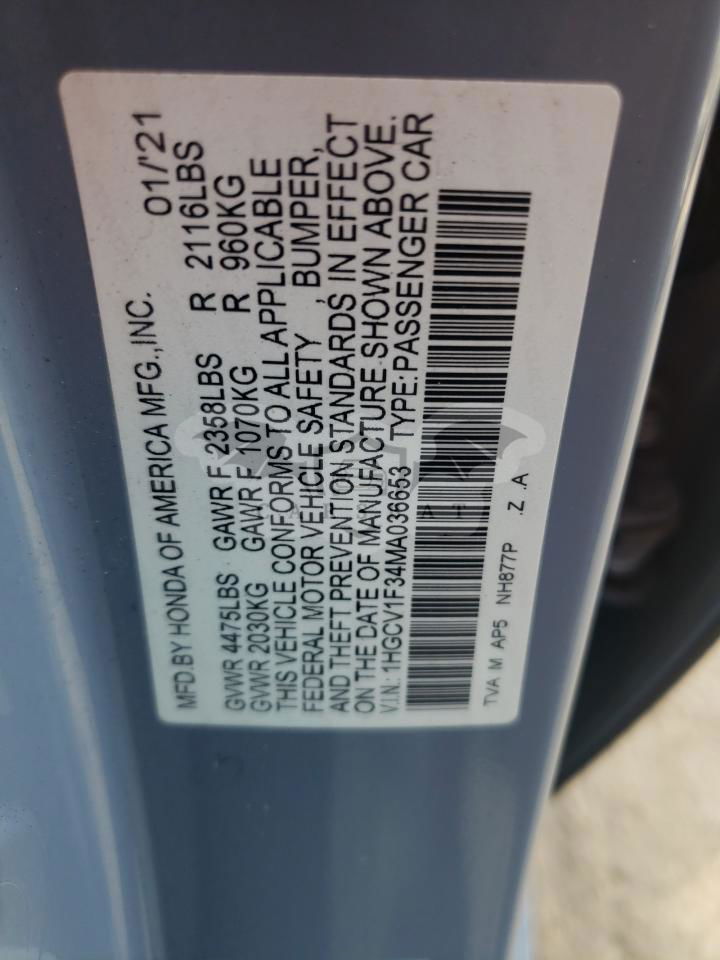 MFD.BY HONDA OF AMERICA MFG.,INC. 01/'21
GVWR 4475LBS GAWR F 2358LBS R 2116LBS
GVWR 2030KG GAWR F 1070KG R 960KG
THIS VEHICLE CONFORMS TO ALL APPLICABLE
FEDERAL MOTOR VEHICLE SAFETY , BUMPER,
AND THEFT PREVENTION STANDARDS IN EFFECT
ON THE DATE OF MANUFACTURE SHOWN ABOVE.
V.I.N.: 1HGCV1F34MA036653 TYPE:PASSENGER CAR
TVA M AP5 NH877P .Z .A